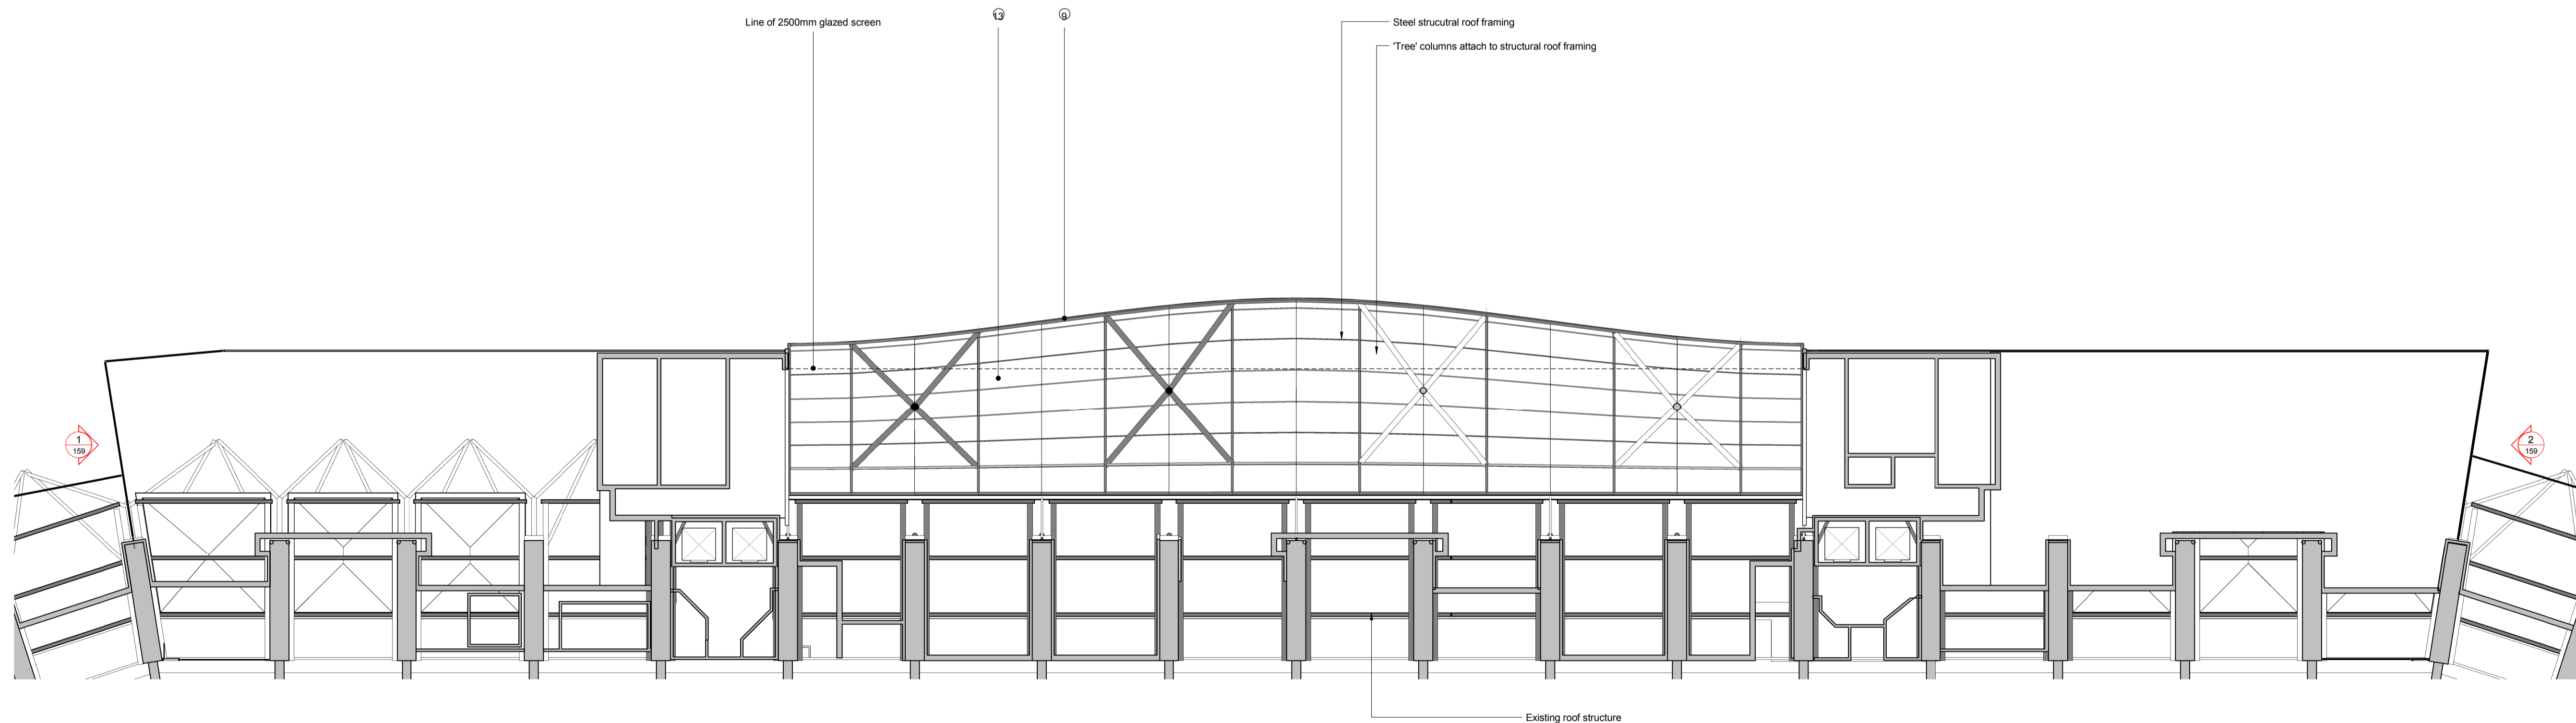 Line of 2500mm glazed screen
13
9
Steel strucutral roof framing
'Tree' columns attach to structural roof framing
1
159
2
159
Existing roof structure